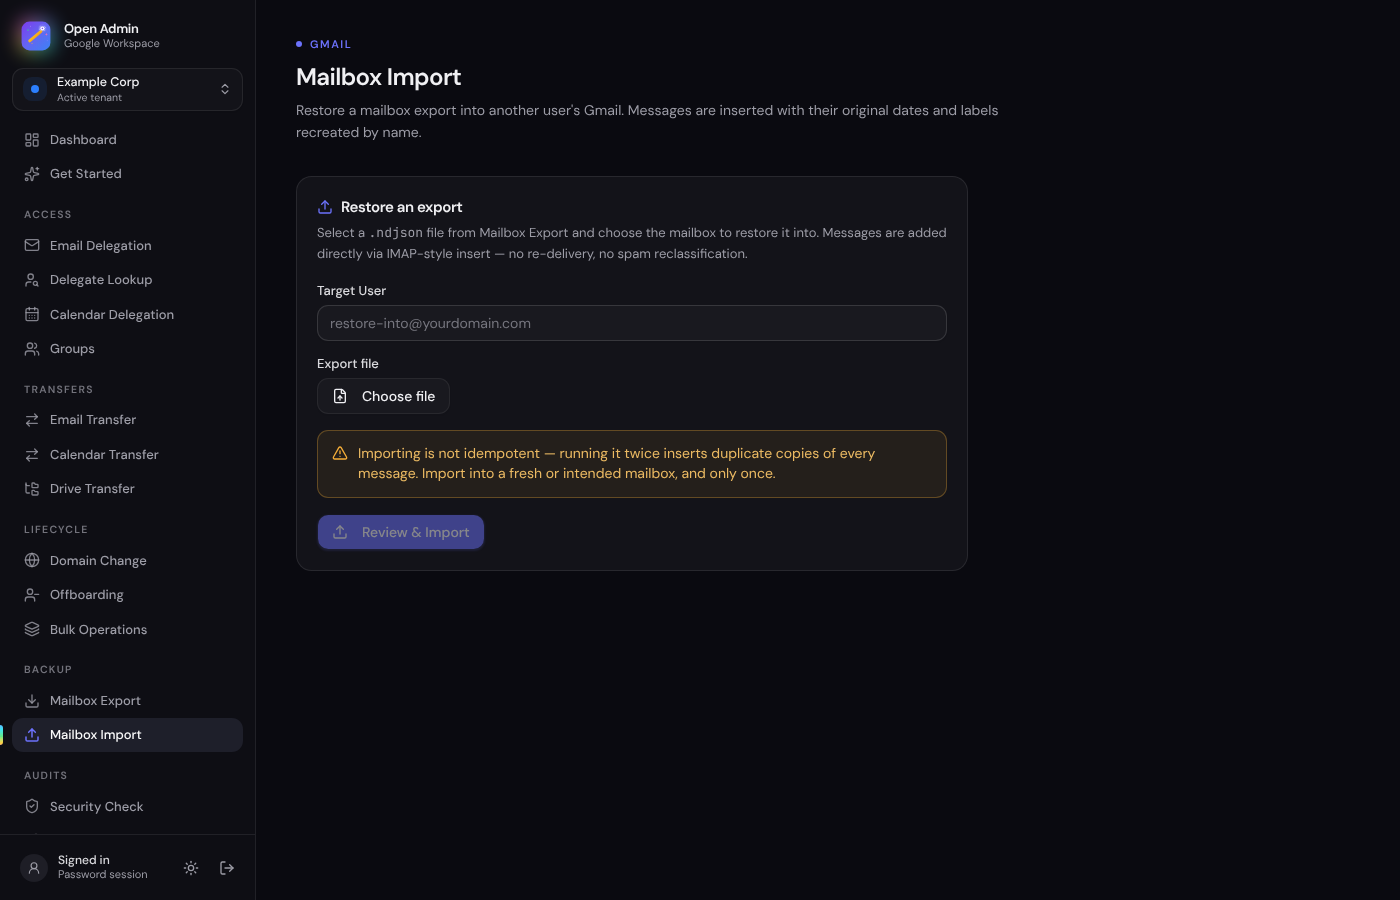 Open Admin
Google Workspace
Example Corp
Active tenant
Dashboard
Get Started
ACCESS
Email Delegation
Delegate Lookup
Calendar Delegation
Groups
TRANSFERS
Email Transfer
Calendar Transfer
Drive Transfer
LIFECYCLE
Domain Change
Offboarding
Bulk Operations
BACKUP
Mailbox Export
Mailbox Import
AUDITS
Security Check
Signed in
Password session
GMAIL
Mailbox Import
Restore a mailbox export into another user's Gmail. Messages are inserted with their original dates and labels
recreated by name.
Restore an export
Select a .ndjson file from Mailbox Export and choose the mailbox to restore it into. Messages are added
directly via IMAP-style insert — no re-delivery, no spam reclassification.
Target User
restore-into@yourdomain.com
Export file
Choose file
Importing is not idempotent — running it twice inserts duplicate copies of every
message. Import into a fresh or intended mailbox, and only once.
Review & Import